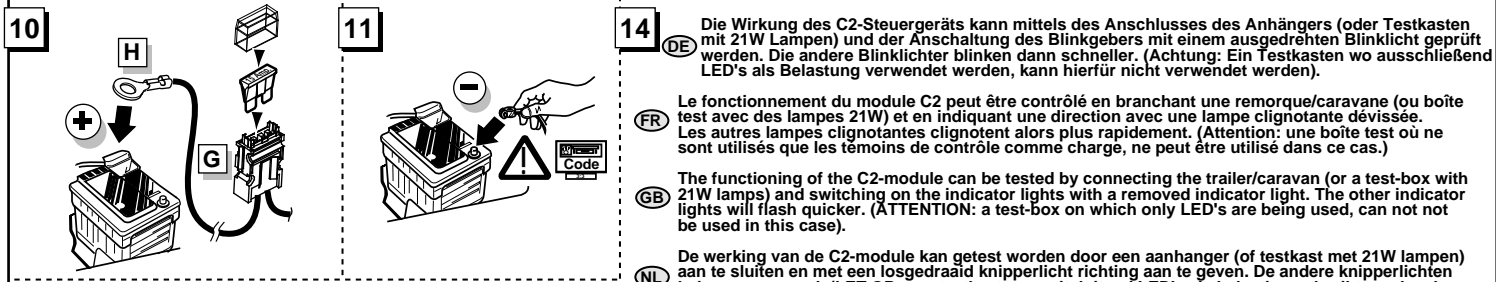 10
H
G
11
Code
14
DE
Die Wirkung des C2-Steuergeräts kann mittels des Anschlusses des Anhängers (oder Testkasten
mit 21W Lampen) und der Anschaltung des Blinkgebers mit einem ausgedrehten Blinklicht geprüft
werden. Die andere Blinklichter blinken dann schneller. (Achtung: Ein Testkasten wo ausschließend
LED's als Belastung verwendet werden, kann hierfür nicht verwendet werden).
FR
Le fonctionnement du module C2 peut être contrôlé en branchant une remorque/caravane (ou boîte
test avec des lampes 21W) et en indiquant une direction avec une lampe clignotante dévissée.
Les autres lampes clignotantes clignotent alors plus rapidement. (Attention: une boîte test où ne
sont utilisés que les témoins de contrôle comme charge, ne peut être utilisé dans ce cas.)
GB
The functioning of the C2-module can be tested by connecting the trailer/caravan (or a test-box with
21W lamps) and switching on the indicator lights with a removed indicator light. The other indicator
lights will flash quicker. (ATTENTION: a test-box on which only LED's are being used, can not not
be used in this case).
NL
De werking van de C2-module kan getest worden door een aanhanger (of testkast met 21W lampen)
aan te sluiten en met een losgedraaid knipperlicht richting aan te geven. De andere knipperlichten